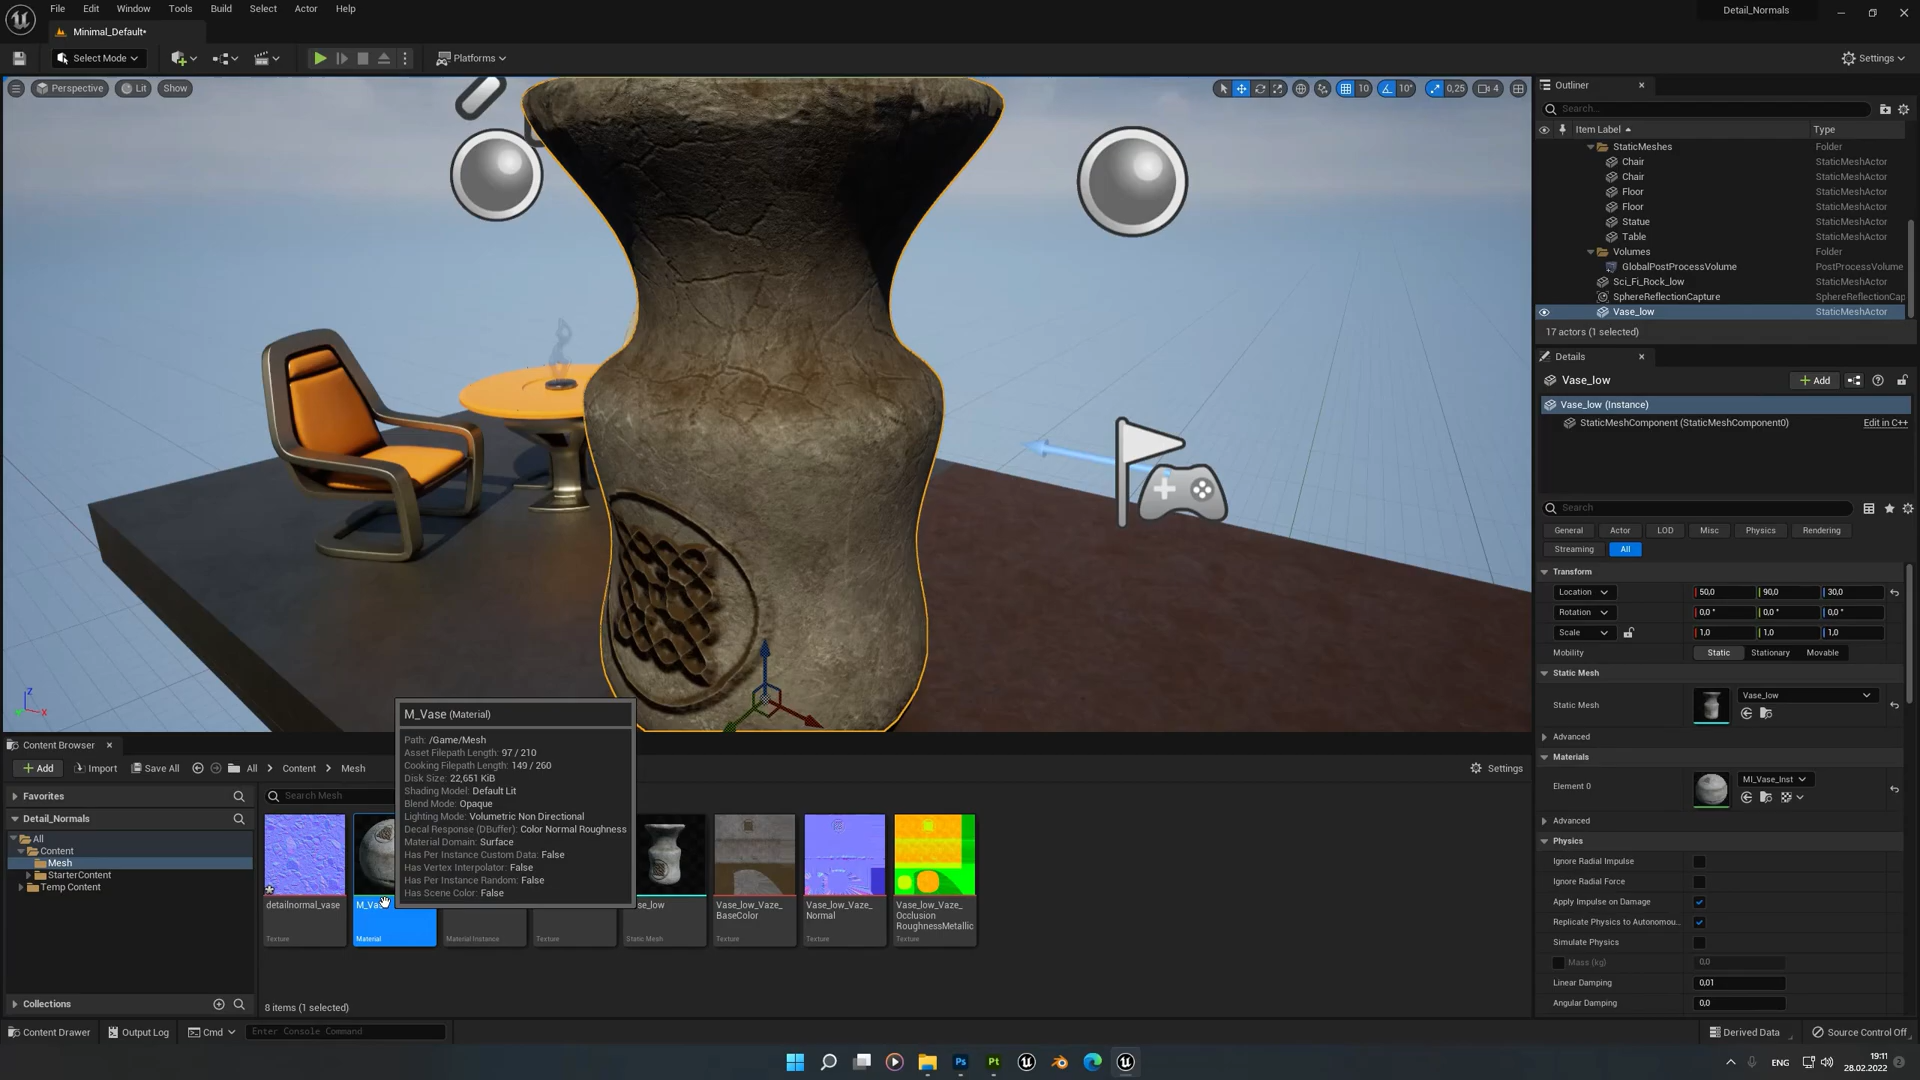 File Edit Window Tools Build Select Actor Help
Detail_Normals
Minimal_Default*
Select Mode
Platforms
Settings
Perspective
Lit
Show
10
10°
0,25
4
Outliner
Search...
Item Label
Type
StaticMeshes Folder
Chair StaticMeshActor
Chair StaticMeshActor
Floor StaticMeshActor
Floor StaticMeshActor
Statue StaticMeshActor
Table StaticMeshActor
Volumes Folder
GlobalPostProcessVolume PostProcessVolume
Sci_Fi_Rock_low StaticMeshActor
SphereReflectionCapture SphereReflectionCap
Vase_low StaticMeshActor
17 actors (1 selected)
Details
Vase_low
Add
Vase_low (Instance)
StaticMeshComponent (StaticMeshComponent0) Edit in C++
Search
General Actor LOD Misc Physics Rendering
Streaming All
Transform
Location 50,0 90,0 30,0
Rotation 0,0 ° 0,0 ° 0,0 °
Scale 1,0 1,0 1,0
Mobility Static Stationary Movable
Static Mesh
Static Mesh Vase_low
Advanced
Materials
Element 0 MI_Vase_Inst
Advanced
Physics
Ignore Radial Impulse
Ignore Radial Force
Apply Impulse on Damage
Replicate Physics to Autonomou...
Simulate Physics
Mass (kg) 0,0
Linear Damping 0,01
Angular Damping 0,0
Z
X
M_Vase (Material)
Path: /Game/Mesh
Asset Filepath Length: 97 / 210
Cooking Filepath Length: 149 / 260
Disk Size: 22,651 KiB
Shading Model: Default Lit
Blend Mode: Opaque
Lighting Mode: Volumetric Non Directional
Decal Response (DBuffer): Color Normal Roughness
Material Domain: Surface
Has Per Instance Custom Data: False
Has Vertex Interpolator: False
Has Per Instance Random: False
Has Scene Color: False
Content Browser
Add Import Save All All Content Mesh
Settings
Favorites
Search Mesh
Detail_Normals
All
Content
Mesh
StarterContent
Temp Content
Collections
detailnormal_vase
Texture
M_Va
Material
Material Instance
Texture
se_low
Static Mesh
Vase_low_Vaze_
BaseColor
Texture
Vase_low_Vaze_
Normal
Texture
Vase_low_Vaze_
Occlusion
RoughnessMetallic
Texture
8 items (1 selected)
Content Drawer Output Log Cmd Enter Console Command
Derived Data Source Control Off
Ps
Pt
ENG
19:11
28.02.2022
2